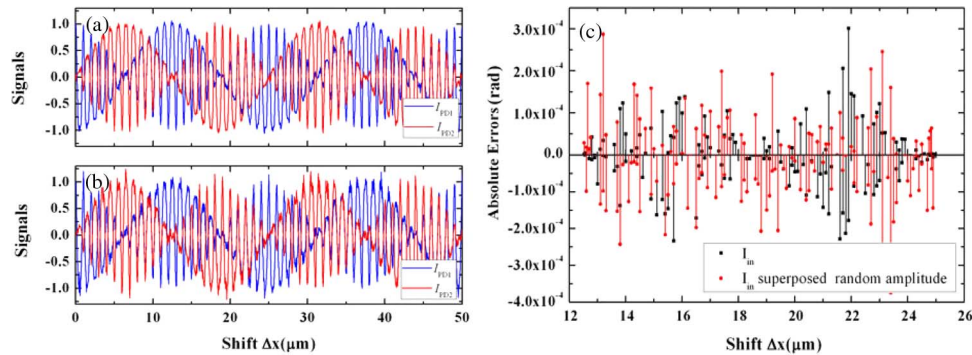 (a)
Signals
1.0
0.5
0.0
-0.5
-1.0
I_PD1
I_PD2
(b)
Signals
1.0
0.5
0.0
-0.5
-1.0
I_PD1
I_PD2
0 10 20 30 40 50
Shift Δx(μm)
(c)
Absolute Errors (rad)
3.0x10⁻⁴
2.0x10⁻⁴
1.0x10⁻⁴
0.0
-1.0x10⁻⁴
-2.0x10⁻⁴
-3.0x10⁻⁴
-4.0x10⁻⁴
I_in
I_in superposed random amplitude
12 14 16 18 20 22 24 26
Shift Δx(μm)